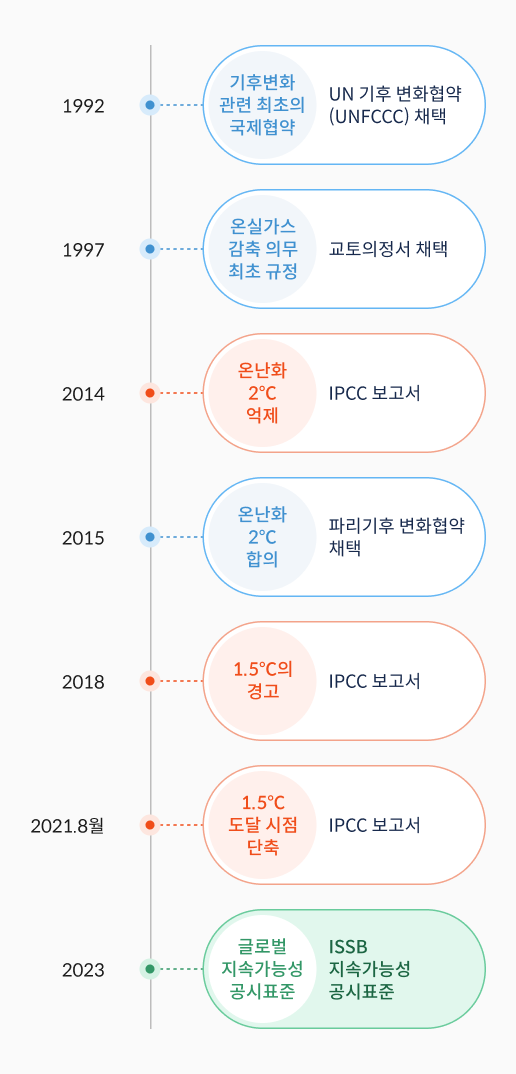 1992
기후변화
관련 최초의
국제협약
UN 기후 변화협약
(UNFCCC) 채택
1997
온실가스
감축 의무
최초 규정
교토의정서 채택
2014
온난화
2℃
억제
IPCC 보고서
2015
온난화
2℃
합의
파리기후 변화협약
채택
2018
1.5℃의
경고
IPCC 보고서
2021.8월
1.5℃
도달 시점
단축
IPCC 보고서
2023
글로벌
지속가능성
공시표준
ISSB
지속가능성
공시표준